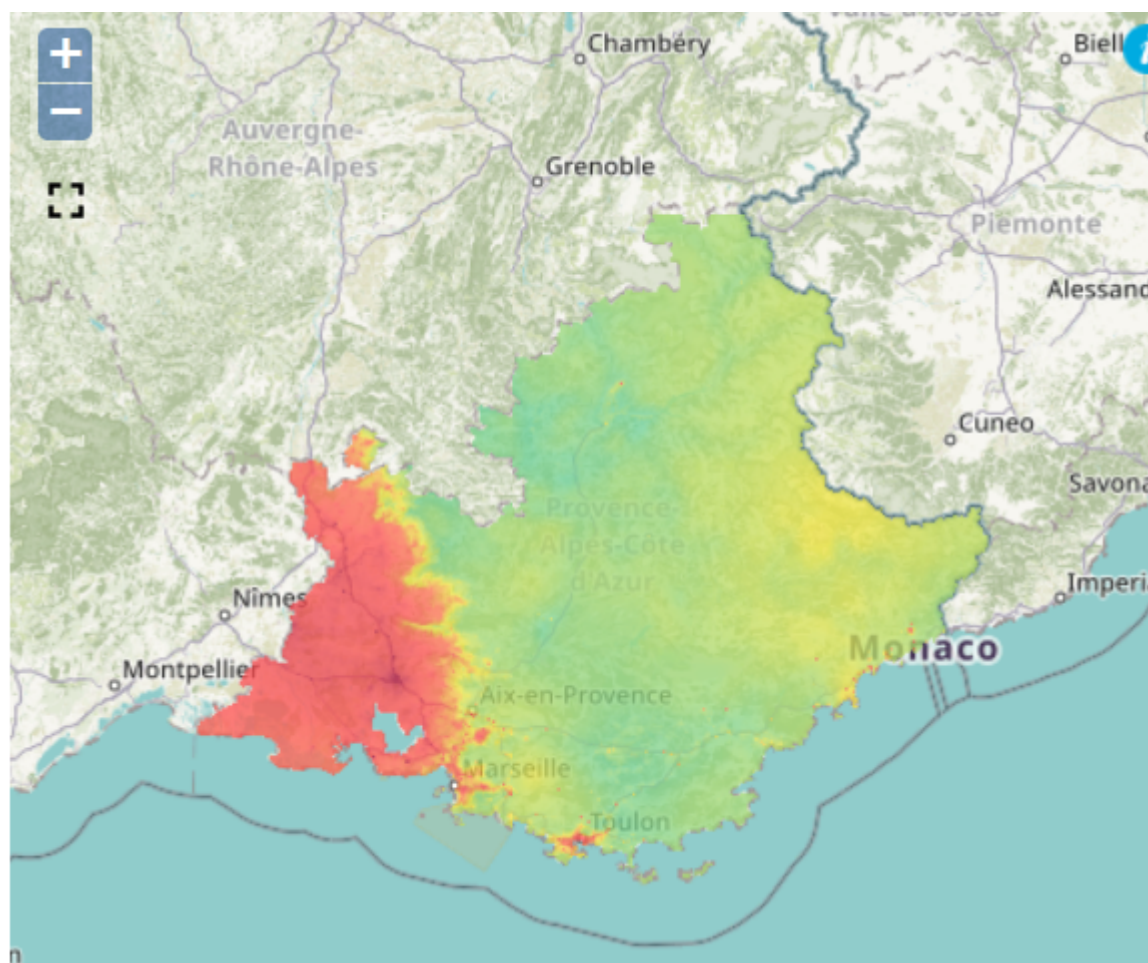 +
−
Chambéry
Auvergne-
Rhône-Alpes
Grenoble
Piemonte
Alessand
Cuneo
Savona
Provence-
Alpes-Côte
d'Azur
Nîmes
Imperi
Monaco
Montpellier
Aix-en-Provence
Marseille
Toulon